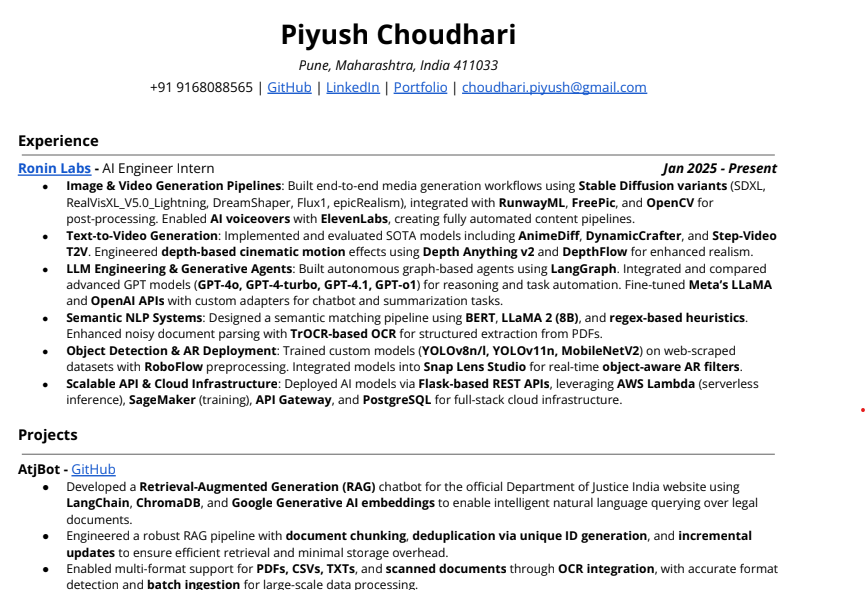 Piyush Choudhari
Pune, Maharashtra, India 411033
+91 9168088565 | GitHub | LinkedIn | Portfolio | choudhari.piyush@gmail.com
Experience
Ronin Labs - AI Engineer Intern Jan 2025 - Present
● Image & Video Generation Pipelines: Built end-to-end media generation workflows using Stable Diffusion variants (SDXL,
RealVisXL_V5.0_Lightning, DreamShaper, Flux1, epicRealism), integrated with RunwayML, FreePic, and OpenCV for
post-processing. Enabled AI voiceovers with ElevenLabs, creating fully automated content pipelines.
● Text-to-Video Generation: Implemented and evaluated SOTA models including AnimeDiff, DynamicCrafter, and Step-Video
T2V. Engineered depth-based cinematic motion effects using Depth Anything v2 and DepthFlow for enhanced realism.
● LLM Engineering & Generative Agents: Built autonomous graph-based agents using LangGraph. Integrated and compared
advanced GPT models (GPT-4o, GPT-4-turbo, GPT-4.1, GPT-o1) for reasoning and task automation. Fine-tuned Meta's LLaMA
and OpenAI APIs with custom adapters for chatbot and summarization tasks.
● Semantic NLP Systems: Designed a semantic matching pipeline using BERT, LLaMA 2 (8B), and regex-based heuristics.
Enhanced noisy document parsing with TrOCR-based OCR for structured extraction from PDFs.
● Object Detection & AR Deployment: Trained custom models (YOLOv8n/l, YOLOv11n, MobileNetV2) on web-scraped
datasets with RoboFlow preprocessing. Integrated models into Snap Lens Studio for real-time object-aware AR filters.
● Scalable API & Cloud Infrastructure: Deployed AI models via Flask-based REST APIs, leveraging AWS Lambda (serverless
inference), SageMaker (training), API Gateway, and PostgreSQL for full-stack cloud infrastructure.
Projects
AtjBot - GitHub
● Developed a Retrieval-Augmented Generation (RAG) chatbot for the official Department of Justice India website using
LangChain, ChromaDB, and Google Generative AI embeddings to enable intelligent natural language querying over legal
documents.
● Engineered a robust RAG pipeline with document chunking, deduplication via unique ID generation, and incremental
updates to ensure efficient retrieval and minimal storage overhead.
● Enabled multi-format support for PDFs, CSVs, TXTs, and scanned documents through OCR integration, with accurate format
detection and batch ingestion for large-scale data processing.